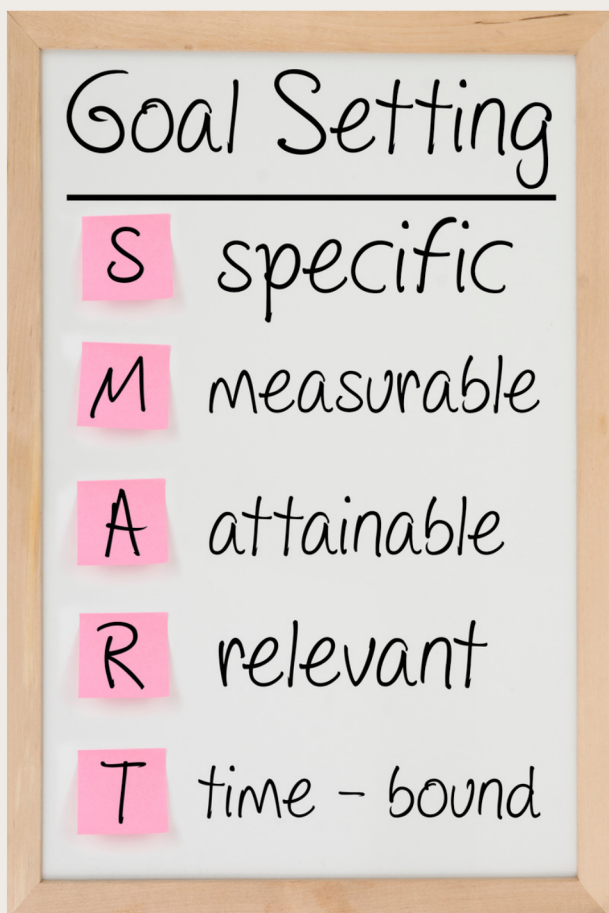 Goal Setting
S specific
M measurable
A attainable
R relevant
T time - bound